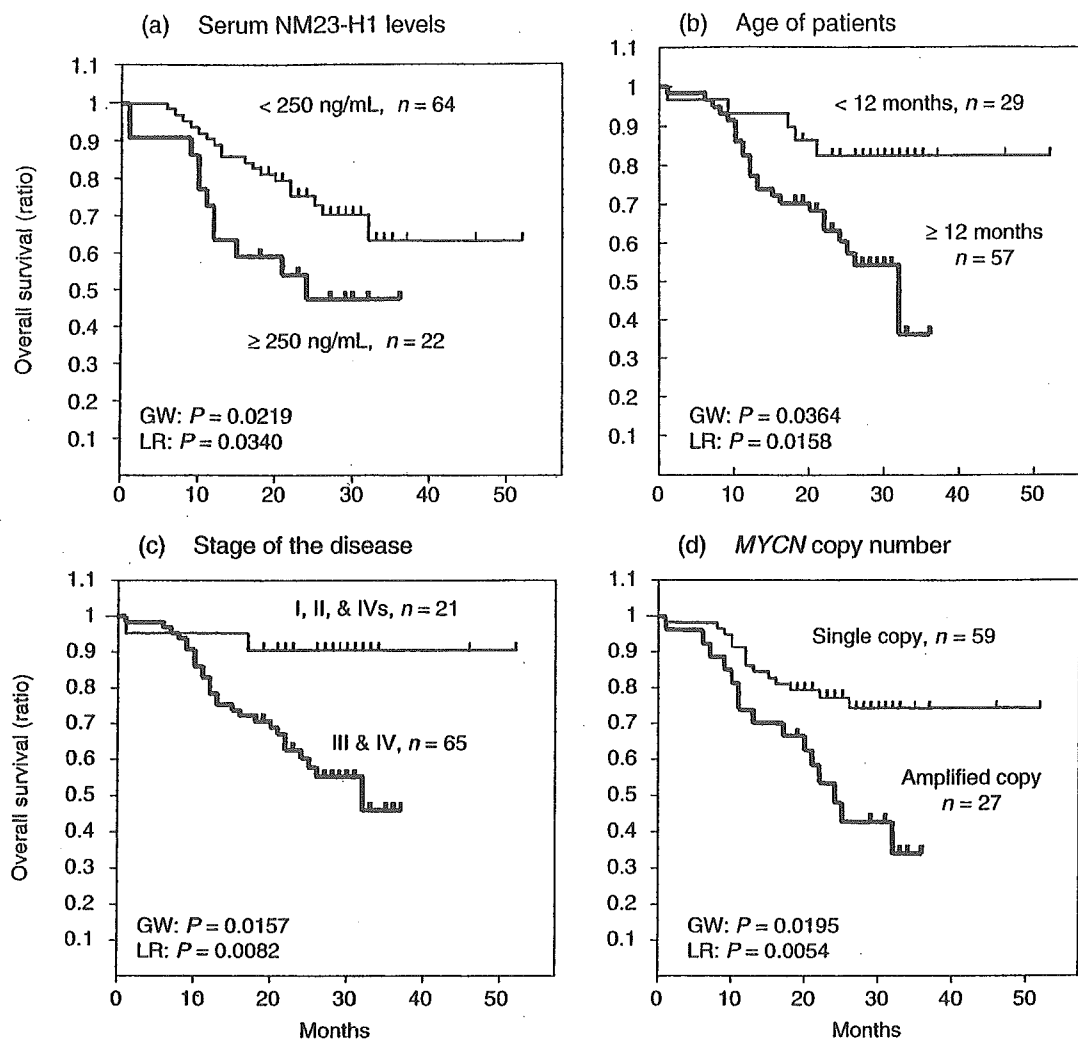 (a) Serum NM23-H1 levels
1.1
1
0.9
0.8
0.7
0.6
0.5
0.4
0.3
0.2
0.1
Overall survival (ratio)
< 250 ng/mL, n = 64
≥ 250 ng/mL, n = 22
GW: P = 0.0219
LR: P = 0.0340
0 10 20 30 40 50
(b) Age of patients
1.1
1
0.9
0.8
0.7
0.6
0.5
0.4
0.3
0.2
0.1
< 12 months, n = 29
≥ 12 months
n = 57
GW: P = 0.0364
LR: P = 0.0158
0 10 20 30 40 50
(c) Stage of the disease
1.1
1
0.9
0.8
0.7
0.6
0.5
0.4
0.3
0.2
0.1
Overall survival (ratio)
I, II, & IVs, n = 21
III & IV, n = 65
GW: P = 0.0157
LR: P = 0.0082
0 10 20 30 40 50
Months
(d) MYCN copy number
1.1
1
0.9
0.8
0.7
0.6
0.5
0.4
0.3
0.2
0.1
Single copy, n = 59
Amplified copy
n = 27
GW: P = 0.0195
LR: P = 0.0054
0 10 20 30 40 50
Months